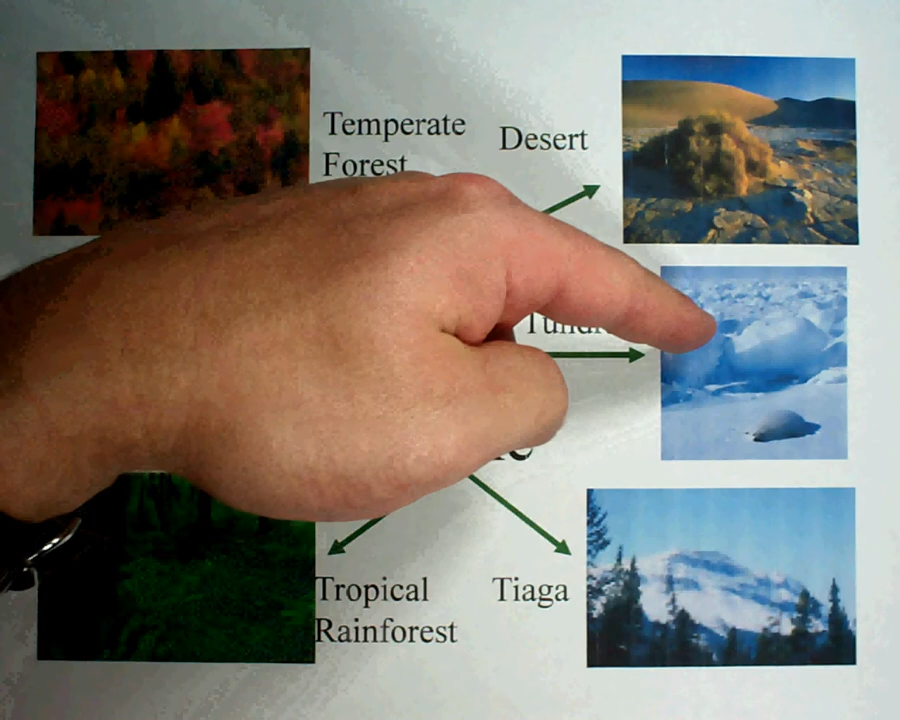 Temperate
Forest
Desert
Tropical
Rainforest
Tiaga